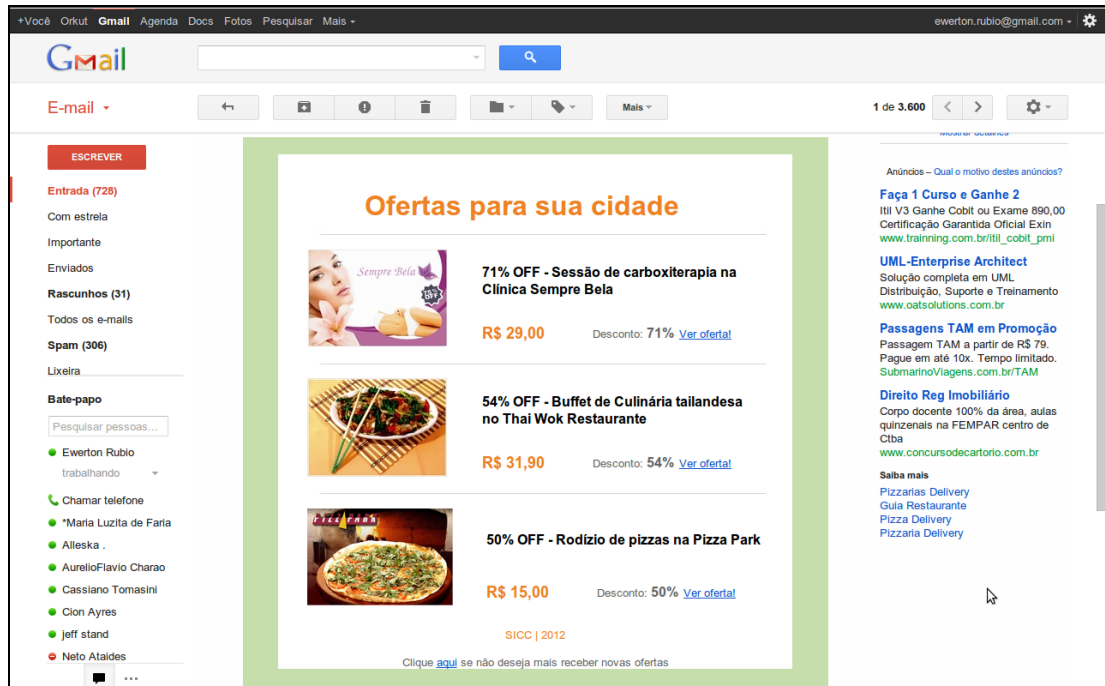 +Você Orkut Gmail Agenda Docs Fotos Pesquisar Mais
ewerton.rubio@gmail.com
Gmail
E-mail
Mais
1 de 3.600
ESCREVER
Entrada (728)
Com estrela
Importante
Enviados
Rascunhos (31)
Todos os e-mails
Spam (306)
Lixeira
Bate-papo
Pesquisar pessoas...
Ewerton Rubio
trabalhando
Chamar telefone
*Maria Luzita de Faria
Alleska .
AurelioFlavio Charao
Cassiano Tomasini
Cion Ayres
jeff stand
Neto Ataides
Ofertas para sua cidade
Sempre Bela
OFF
71% OFF - Sessão de carboxiterapia na
Clínica Sempre Bela
R$ 29,00 Desconto: 71% Ver oferta!
54% OFF - Buffet de Culinária tailandesa
no Thai Wok Restaurante
R$ 31,90 Desconto: 54% Ver oferta!
50% OFF - Rodízio de pizzas na Pizza Park
R$ 15,00 Desconto: 50% Ver oferta!
SICC | 2012
Clique aqui se não deseja mais receber novas ofertas
Mostrar detalhes
Anúncios – Qual o motivo destes anúncios?
Faça 1 Curso e Ganhe 2
Itil V3 Ganhe Cobit ou Exame 890,00
Certificação Garantida Oficial Exin
www.trainning.com.br/itil_cobit_pmi
UML-Enterprise Architect
Solução completa em UML
Distribuição, Suporte e Treinamento
www.oatsolutions.com.br
Passagens TAM em Promoção
Passagem TAM a partir de R$ 79.
Pague em até 10x. Tempo limitado.
SubmarinoViagens.com.br/TAM
Direito Reg Imobiliário
Corpo docente 100% da área, aulas
quinzenais na FEMPAR centro de
Ctba
www.concursodecartorio.com.br
Saiba mais
Pizzarias Delivery
Guia Restaurante
Pizza Delivery
Pizzaria Delivery